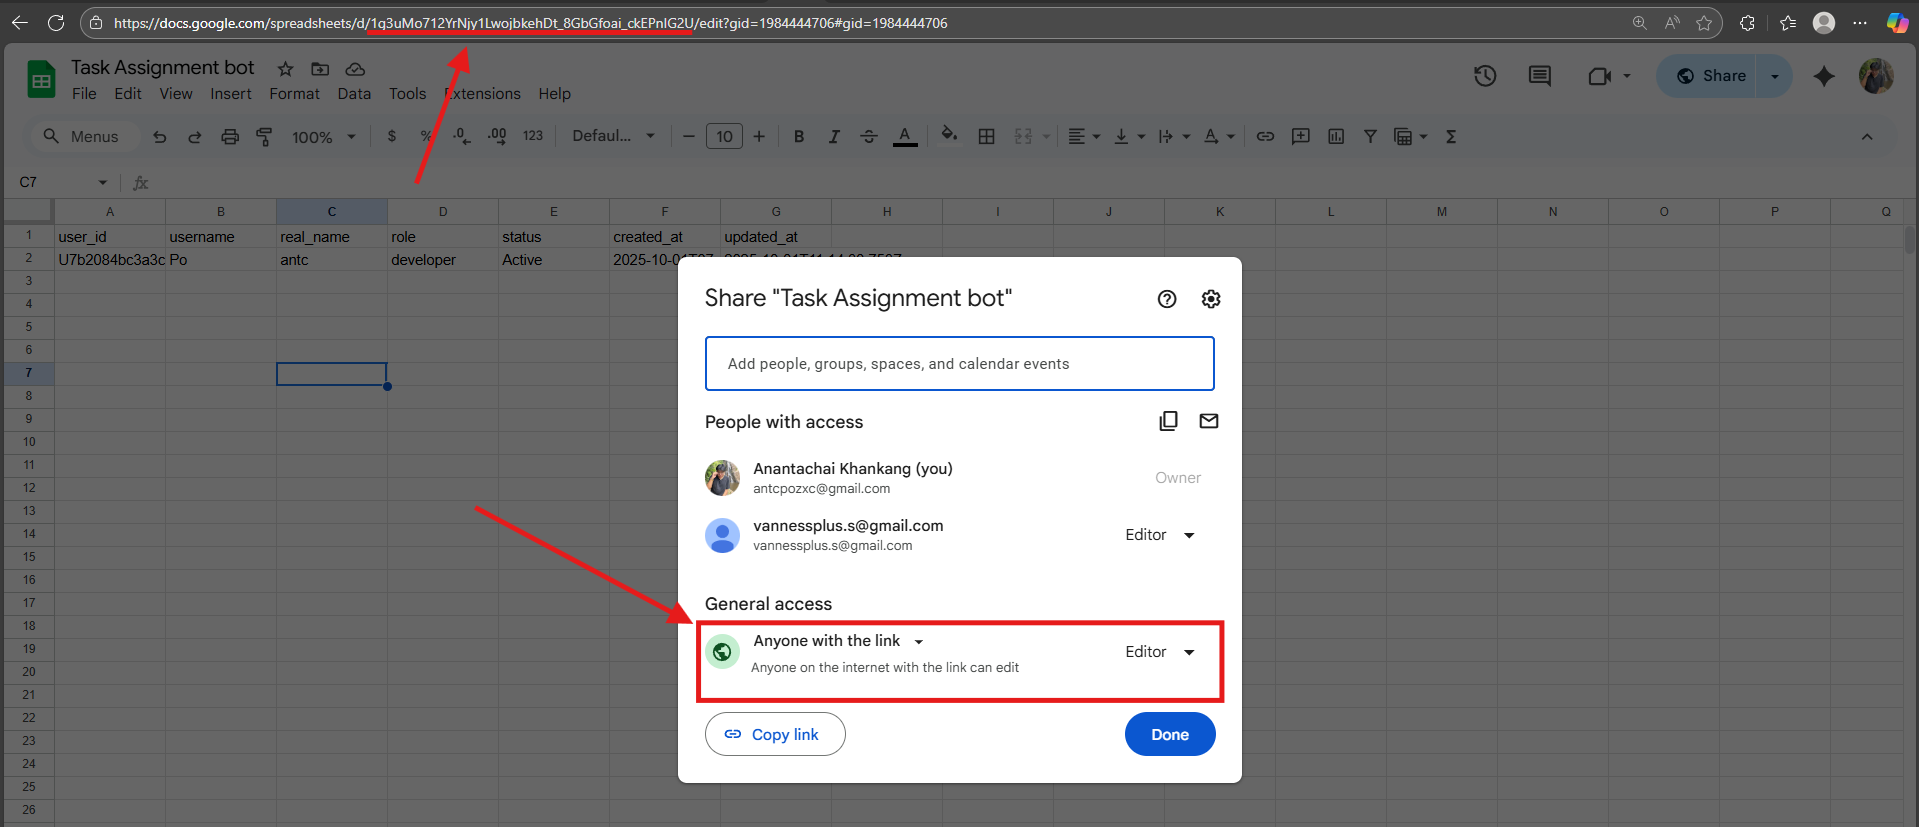 https://docs.google.com/spreadsheets/d/1g3uMo712YrNjy1LwojbkehDt_8GbGfoai_ckEPnIG2U/edit?gid=1984444706#gid=1984444706
Task Assignment bot
File Edit View Insert Format Data Tools Extensions Help
Share
Menus 100% $ % .0 .00 123 Defaul... 10 B I A
C7 fx
A B C D E F G H I J K L M N O P Q
1 user_id username real_name role status created_at updated_at
2 U7b2084bc3a3c Po antc developer Active
3
4
5
6
7
8
9
10
11
12
13
14
15
16
17
18
19
20
21
22
23
24
25
26
Share "Task Assignment bot"
Add people, groups, spaces, and calendar events
People with access
Anantachai Khankang (you)
antcpozxc@gmail.com
Owner
vannessplus.s@gmail.com
vannessplus.s@gmail.com
Editor
General access
Anyone with the link
Anyone on the internet with the link can edit
Editor
Copy link
Done